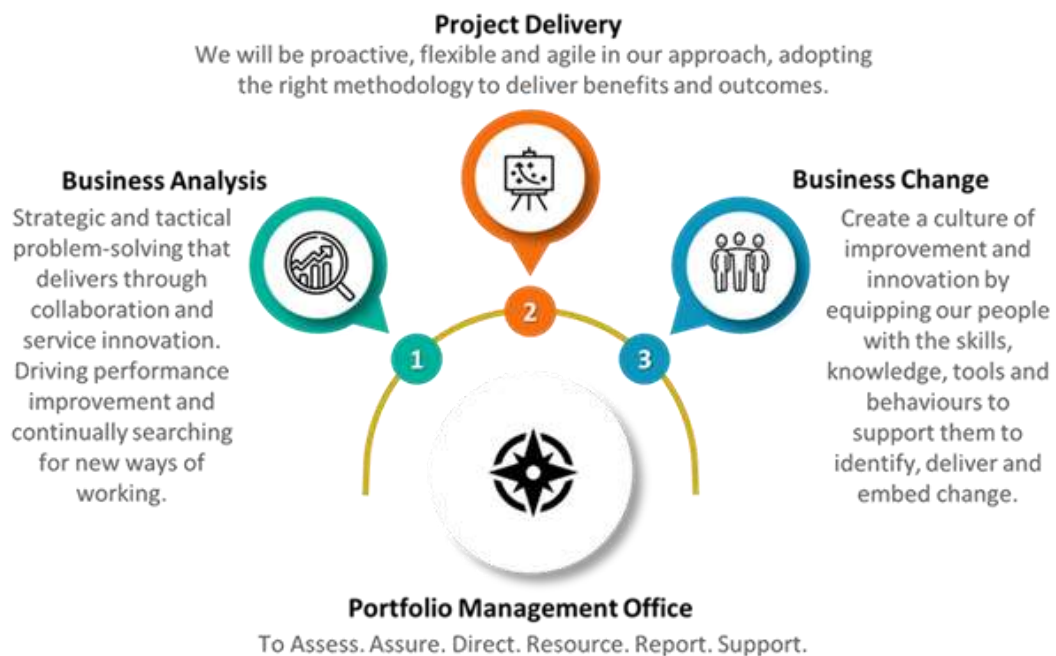 Project Delivery
We will be proactive, flexible and agile in our approach, adopting
the right methodology to deliver benefits and outcomes.
Business Analysis
Strategic and tactical
problem-solving that
delivers through
collaboration and
service innovation.
Driving performance
improvement and
continually searching
for new ways of
working.
Business Change
Create a culture of
improvement and
innovation by
equipping our people
with the skills,
knowledge, tools and
behaviours to
support them to
identify, deliver and
embed change.
1
2
3
Portfolio Management Office
To Assess. Assure. Direct. Resource. Report. Support.